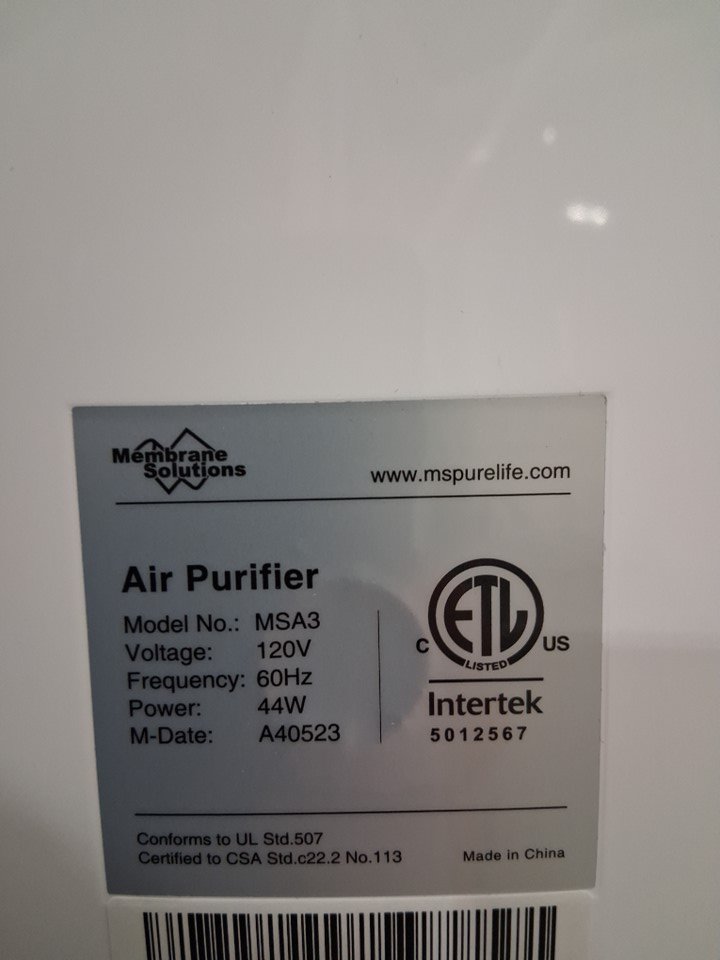 Membrane
Solutions
www.mspurelife.com
Air Purifier
Model No.: MSA3
Voltage: 120V
Frequency: 60Hz
Power: 44W
M-Date: A40523
C ETL US
LISTED
Intertek
5012567
Conforms to UL Std.507
Certified to CSA Std.c22.2 No.113
Made in China